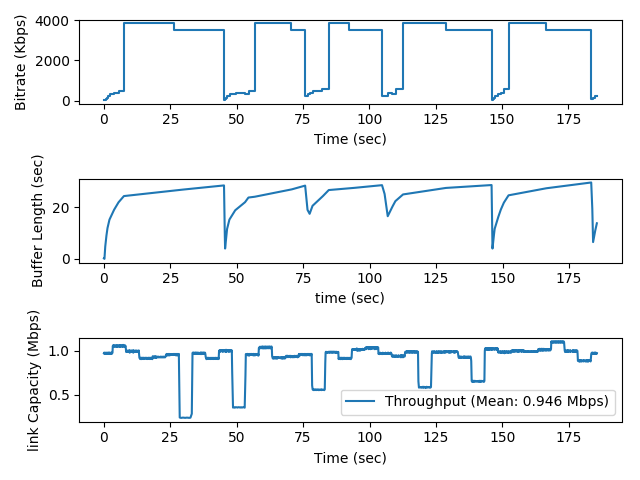 Bitrate (Kbps)
4000
2000
0
0 25 50 75 100 125 150 175
Time (sec)
Buffer Length (sec)
20
0
0 25 50 75 100 125 150 175
time (sec)
link Capacity (Mbps)
1.0
0.5
Throughput (Mean: 0.946 Mbps)
0 25 50 75 100 125 150 175
Time (sec)